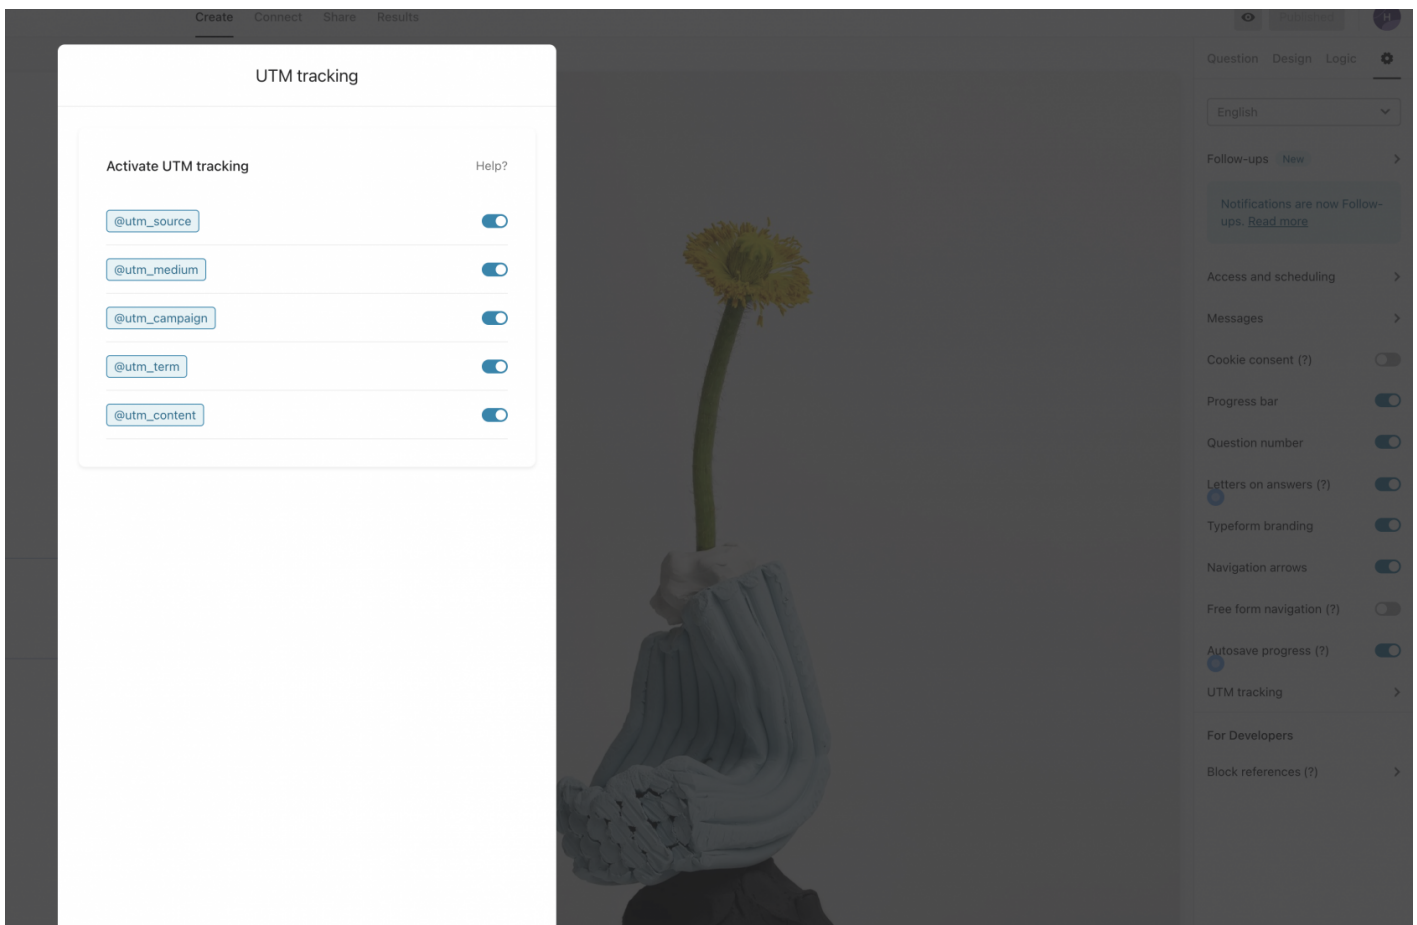 Create Connect Share Results
Published
H
UTM tracking
Activate UTM tracking Help?
@utm_source
@utm_medium
@utm_campaign
@utm_term
@utm_content
Question Design Logic
English
Follow-ups New
Notifications are now Follow-
ups. Read more
Access and scheduling
Messages
Cookie consent (?)
Progress bar
Question number
Letters on answers (?)
Typeform branding
Navigation arrows
Free form navigation (?)
Autosave progress (?)
UTM tracking
For Developers
Block references (?)